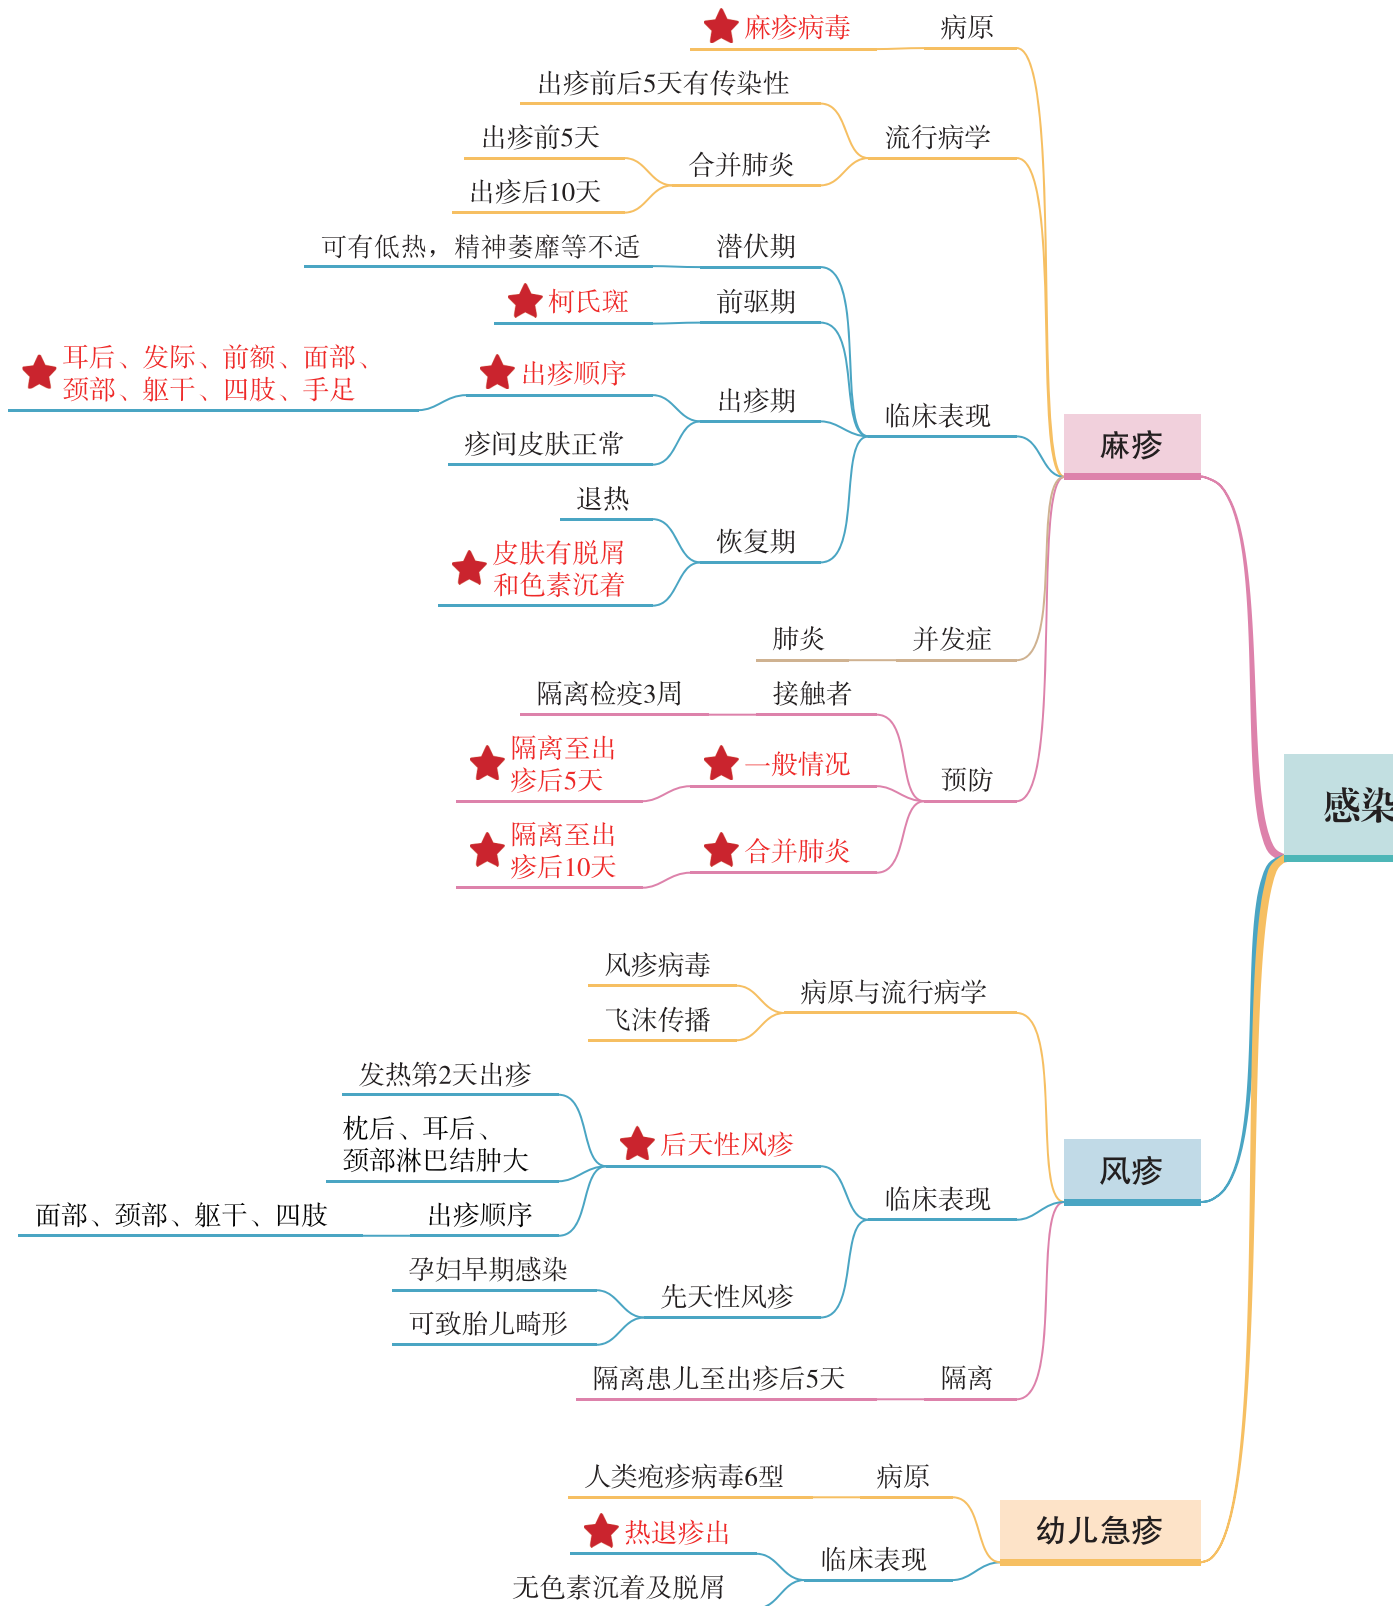 麻疹病毒
病原
出疹前后5天有传染性
流行病学
出疹前5天
合并肺炎
出疹后10天
可有低热，精神萎靡等不适
潜伏期
柯氏斑
前驱期
耳后、发际、前额、面部、
颈部、躯干、四肢、手足
出疹顺序
出疹期
疹间皮肤正常
临床表现
麻疹
退热
皮肤有脱屑
和色素沉着
恢复期
肺炎
并发症
隔离检疫3周
接触者
隔离至出
疹后5天
一般情况
预防
隔离至出
疹后10天
合并肺炎
感染
风疹病毒
病原与流行病学
飞沫传播
发热第2天出疹
枕后、耳后、
颈部淋巴结肿大
后天性风疹
面部、颈部、躯干、四肢
出疹顺序
临床表现
风疹
孕妇早期感染
先天性风疹
可致胎儿畸形
隔离患儿至出疹后5天
隔离
人类疱疹病毒6型
病原
热退疹出
临床表现
幼儿急疹
无色素沉着及脱屑